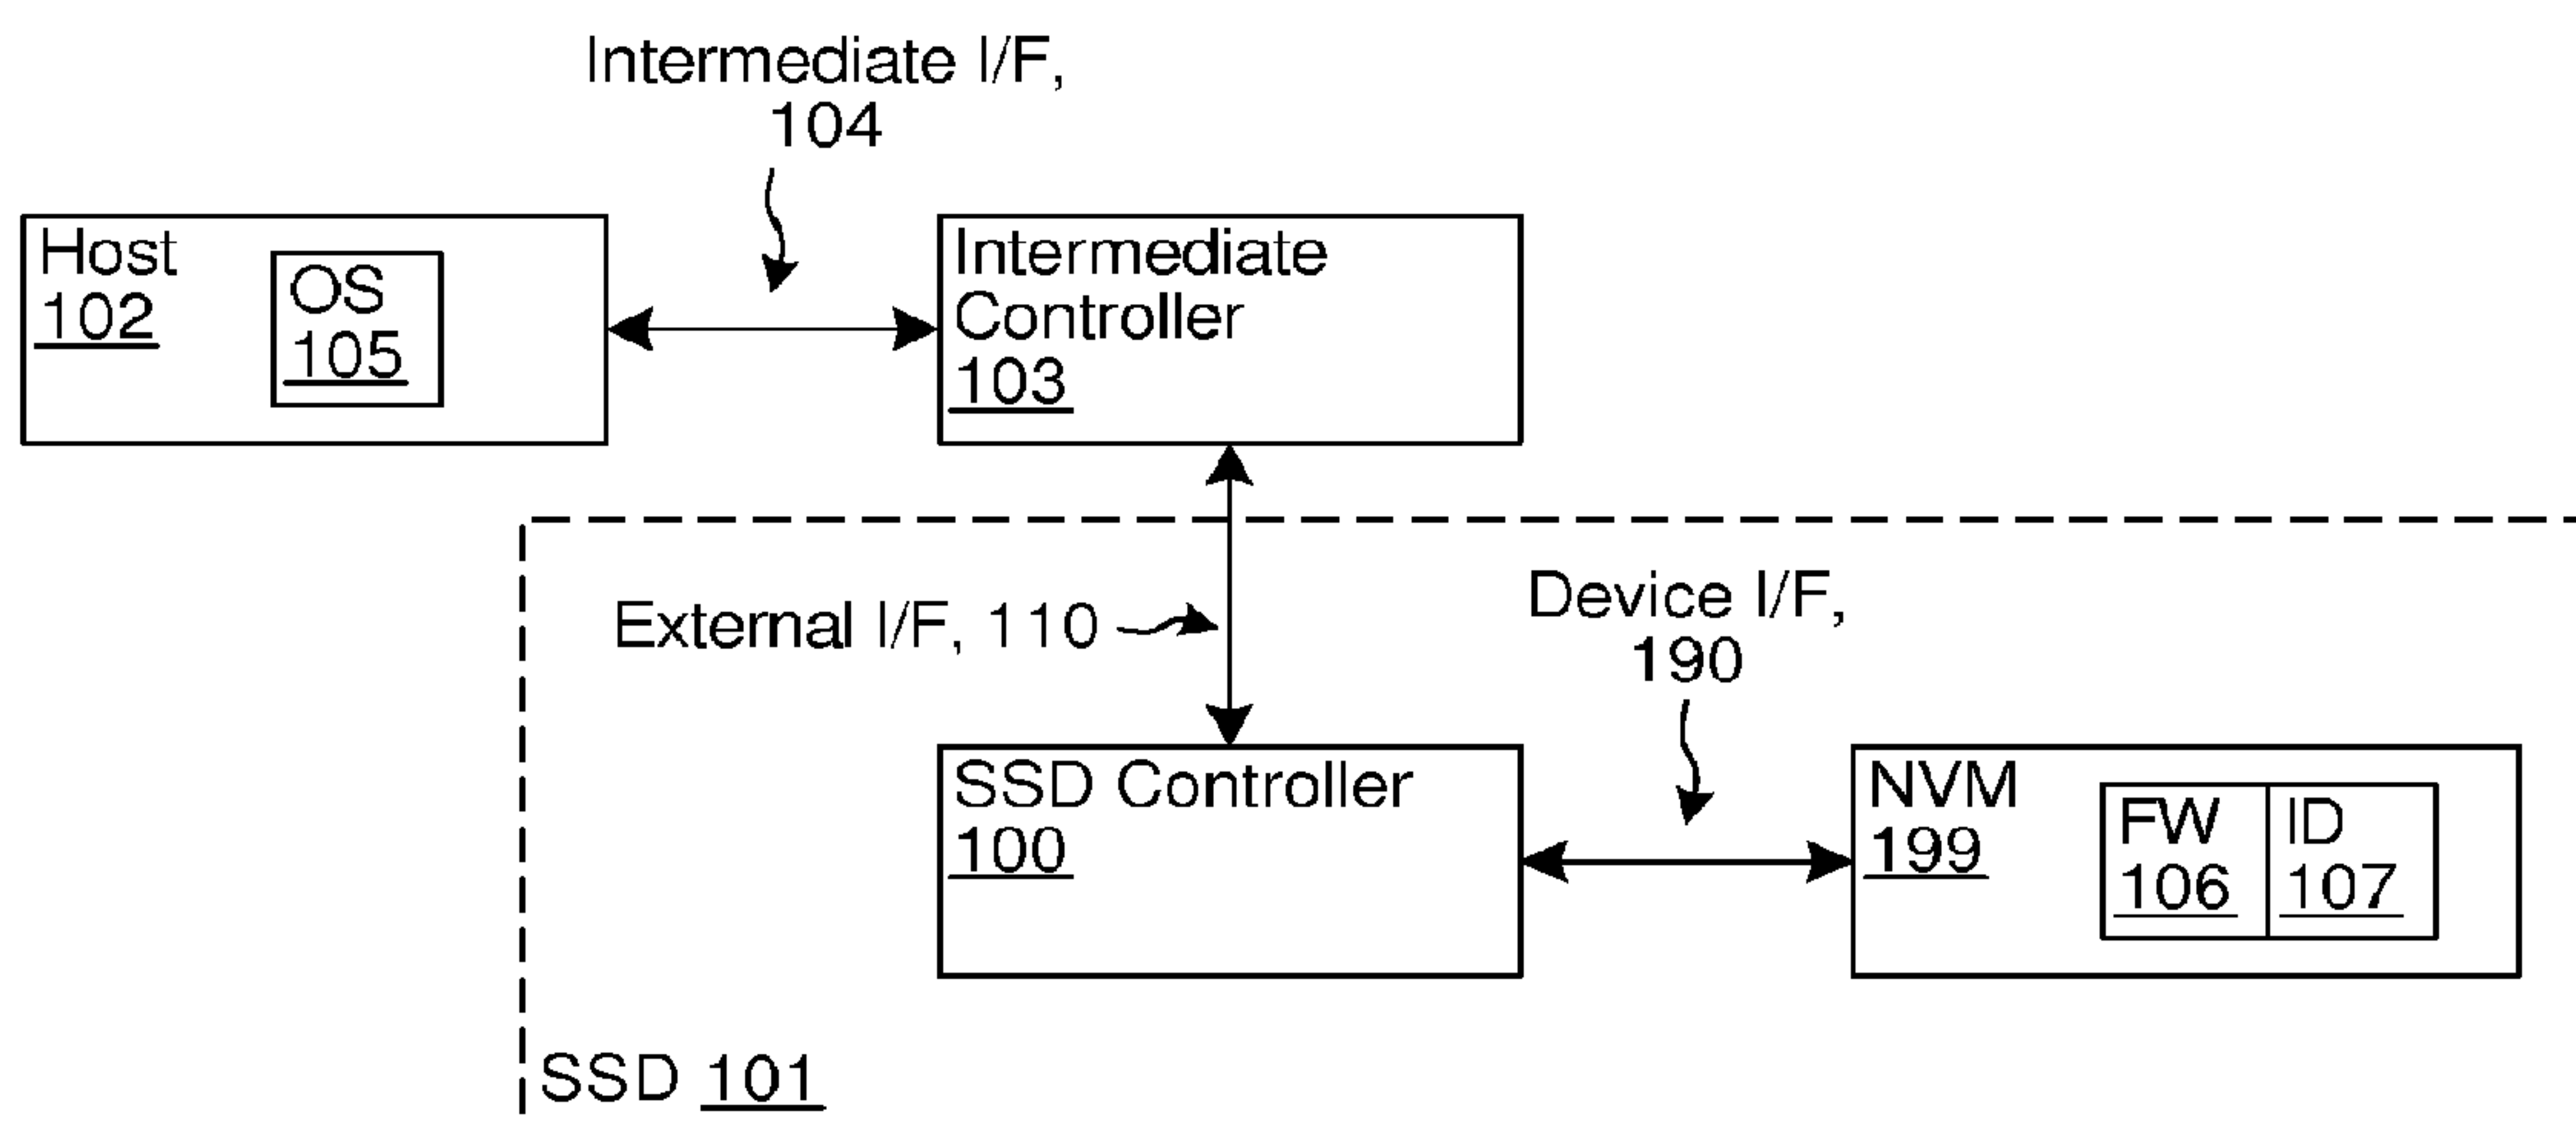 Intermediate I/F,
104
Host
102
OS
105
Intermediate
Controller
103
External I/F, 110
Device I/F,
190
SSD Controller
100
NVM
199
FW
106
ID
107
SSD 101